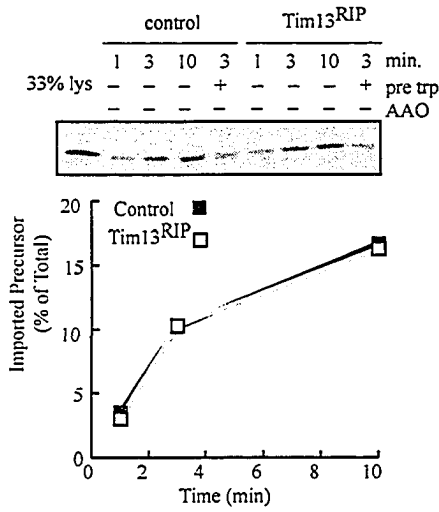 control Tim13RIP
1 3 10 3 1 3 10 3 min.
33% lys – – – + – – – + pre trp
– – – – – – – – AAO
20
15
10
5
0
Imported Precursor
(% of Total)
Control
Tim13RIP
0 2 4 6 8 10
Time (min)